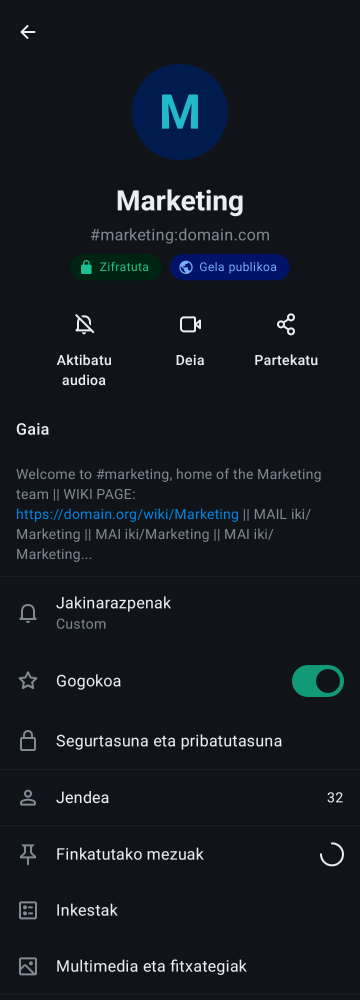 M
Marketing
#marketing:domain.com
Zifratuta
Gela publikoa
Aktibatu
audioa
Deia
Partekatu
Gaia
Welcome to #marketing, home of the Marketing
team || WIKI PAGE:
https://domain.org/wiki/Marketing || MAIL iki/
Marketing || MAI iki/Marketing || MAI iki/
Marketing...
Jakinarazpenak
Custom
Gogokoa
Segurtasuna eta pribatutasuna
Jendea
32
Finkatutako mezuak
Inkestak
Multimedia eta fitxategiak